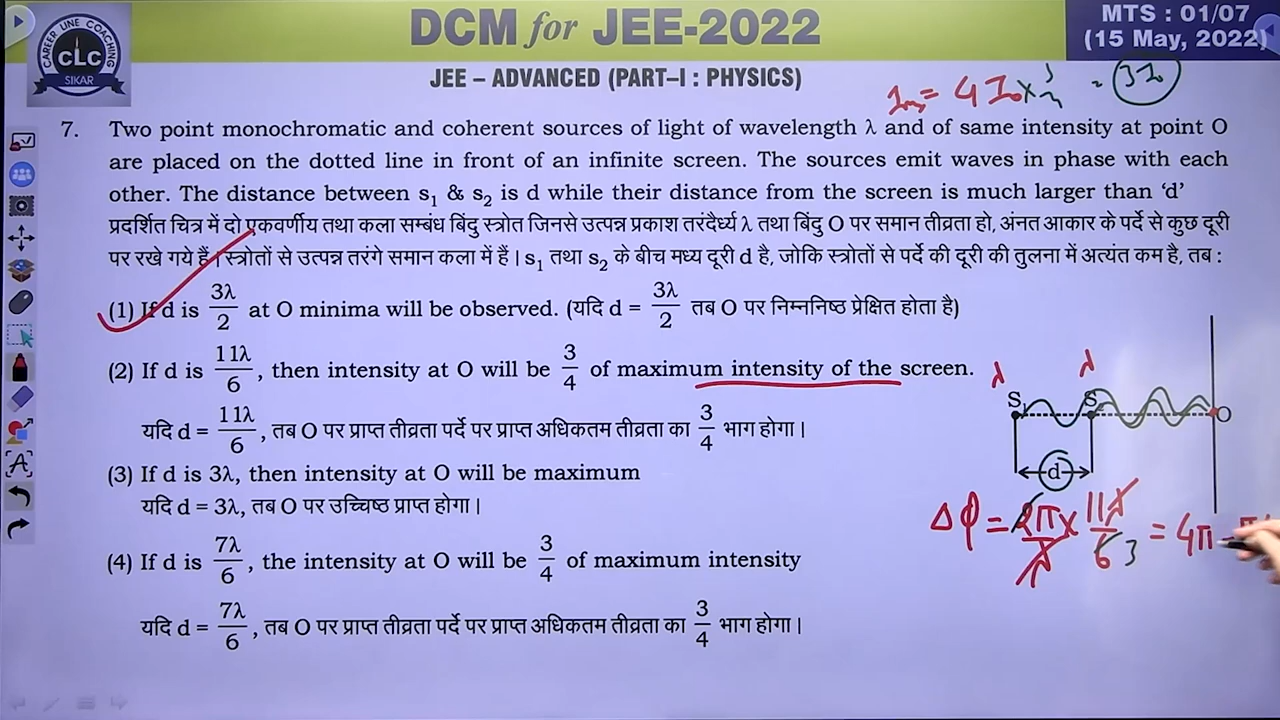 CAREER LINE COACHING
CLC
SIKAR
DCM for JEE-2022
MTS : 01/07
(15 May, 2022)
JEE – ADVANCED (PART–I : PHYSICS)
= 4I₀ × 3/4 = 3I₀
7. Two point monochromatic and coherent sources of light of wavelength λ and of same intensity at point O
are placed on the dotted line in front of an infinite screen. The sources emit waves in phase with each
other. The distance between s₁ & s₂ is d while their distance from the screen is much larger than ‘d’
प्रदर्शित चित्र में दो एकवर्णीय तथा कला सम्बंध बिंदु स्त्रोत जिनसे उत्पन्न प्रकाश तरंदैर्ध्य λ तथा बिंदु O पर समान तीव्रता हो, अंनत आकार के पर्दे से कुछ दूरी
पर रखे गये हैं। स्त्रोतों से उत्पन्न तरंगे समान कला में हैं। s₁ तथा s₂ के बीच मध्य दूरी d है, जोकि स्त्रोतों से पर्दे की दूरी की तुलना में अत्यंत कम है, तब :
(1) If d is 3λ/2 at O minima will be observed. (यदि d = 3λ/2 तब O पर निम्ननिष्ठ प्रेक्षित होता है)
(2) If d is 11λ/6, then intensity at O will be 3/4 of maximum intensity of the screen.
यदि d = 11λ/6, तब O पर प्राप्त तीव्रता पर्दे पर प्राप्त अधिकतम तीव्रता का 3/4 भाग होगा।
(3) If d is 3λ, then intensity at O will be maximum
यदि d = 3λ, तब O पर उच्चिष्ठ प्राप्त होगा।
(4) If d is 7λ/6, the intensity at O will be 3/4 of maximum intensity
यदि d = 7λ/6, तब O पर प्राप्त तीव्रता पर्दे पर प्राप्त अधिकतम तीव्रता का 3/4 भाग होगा।
λ λ
S₁ S₂ O
d
Δφ = 2π/λ × 11λ/6 3 = 4π –